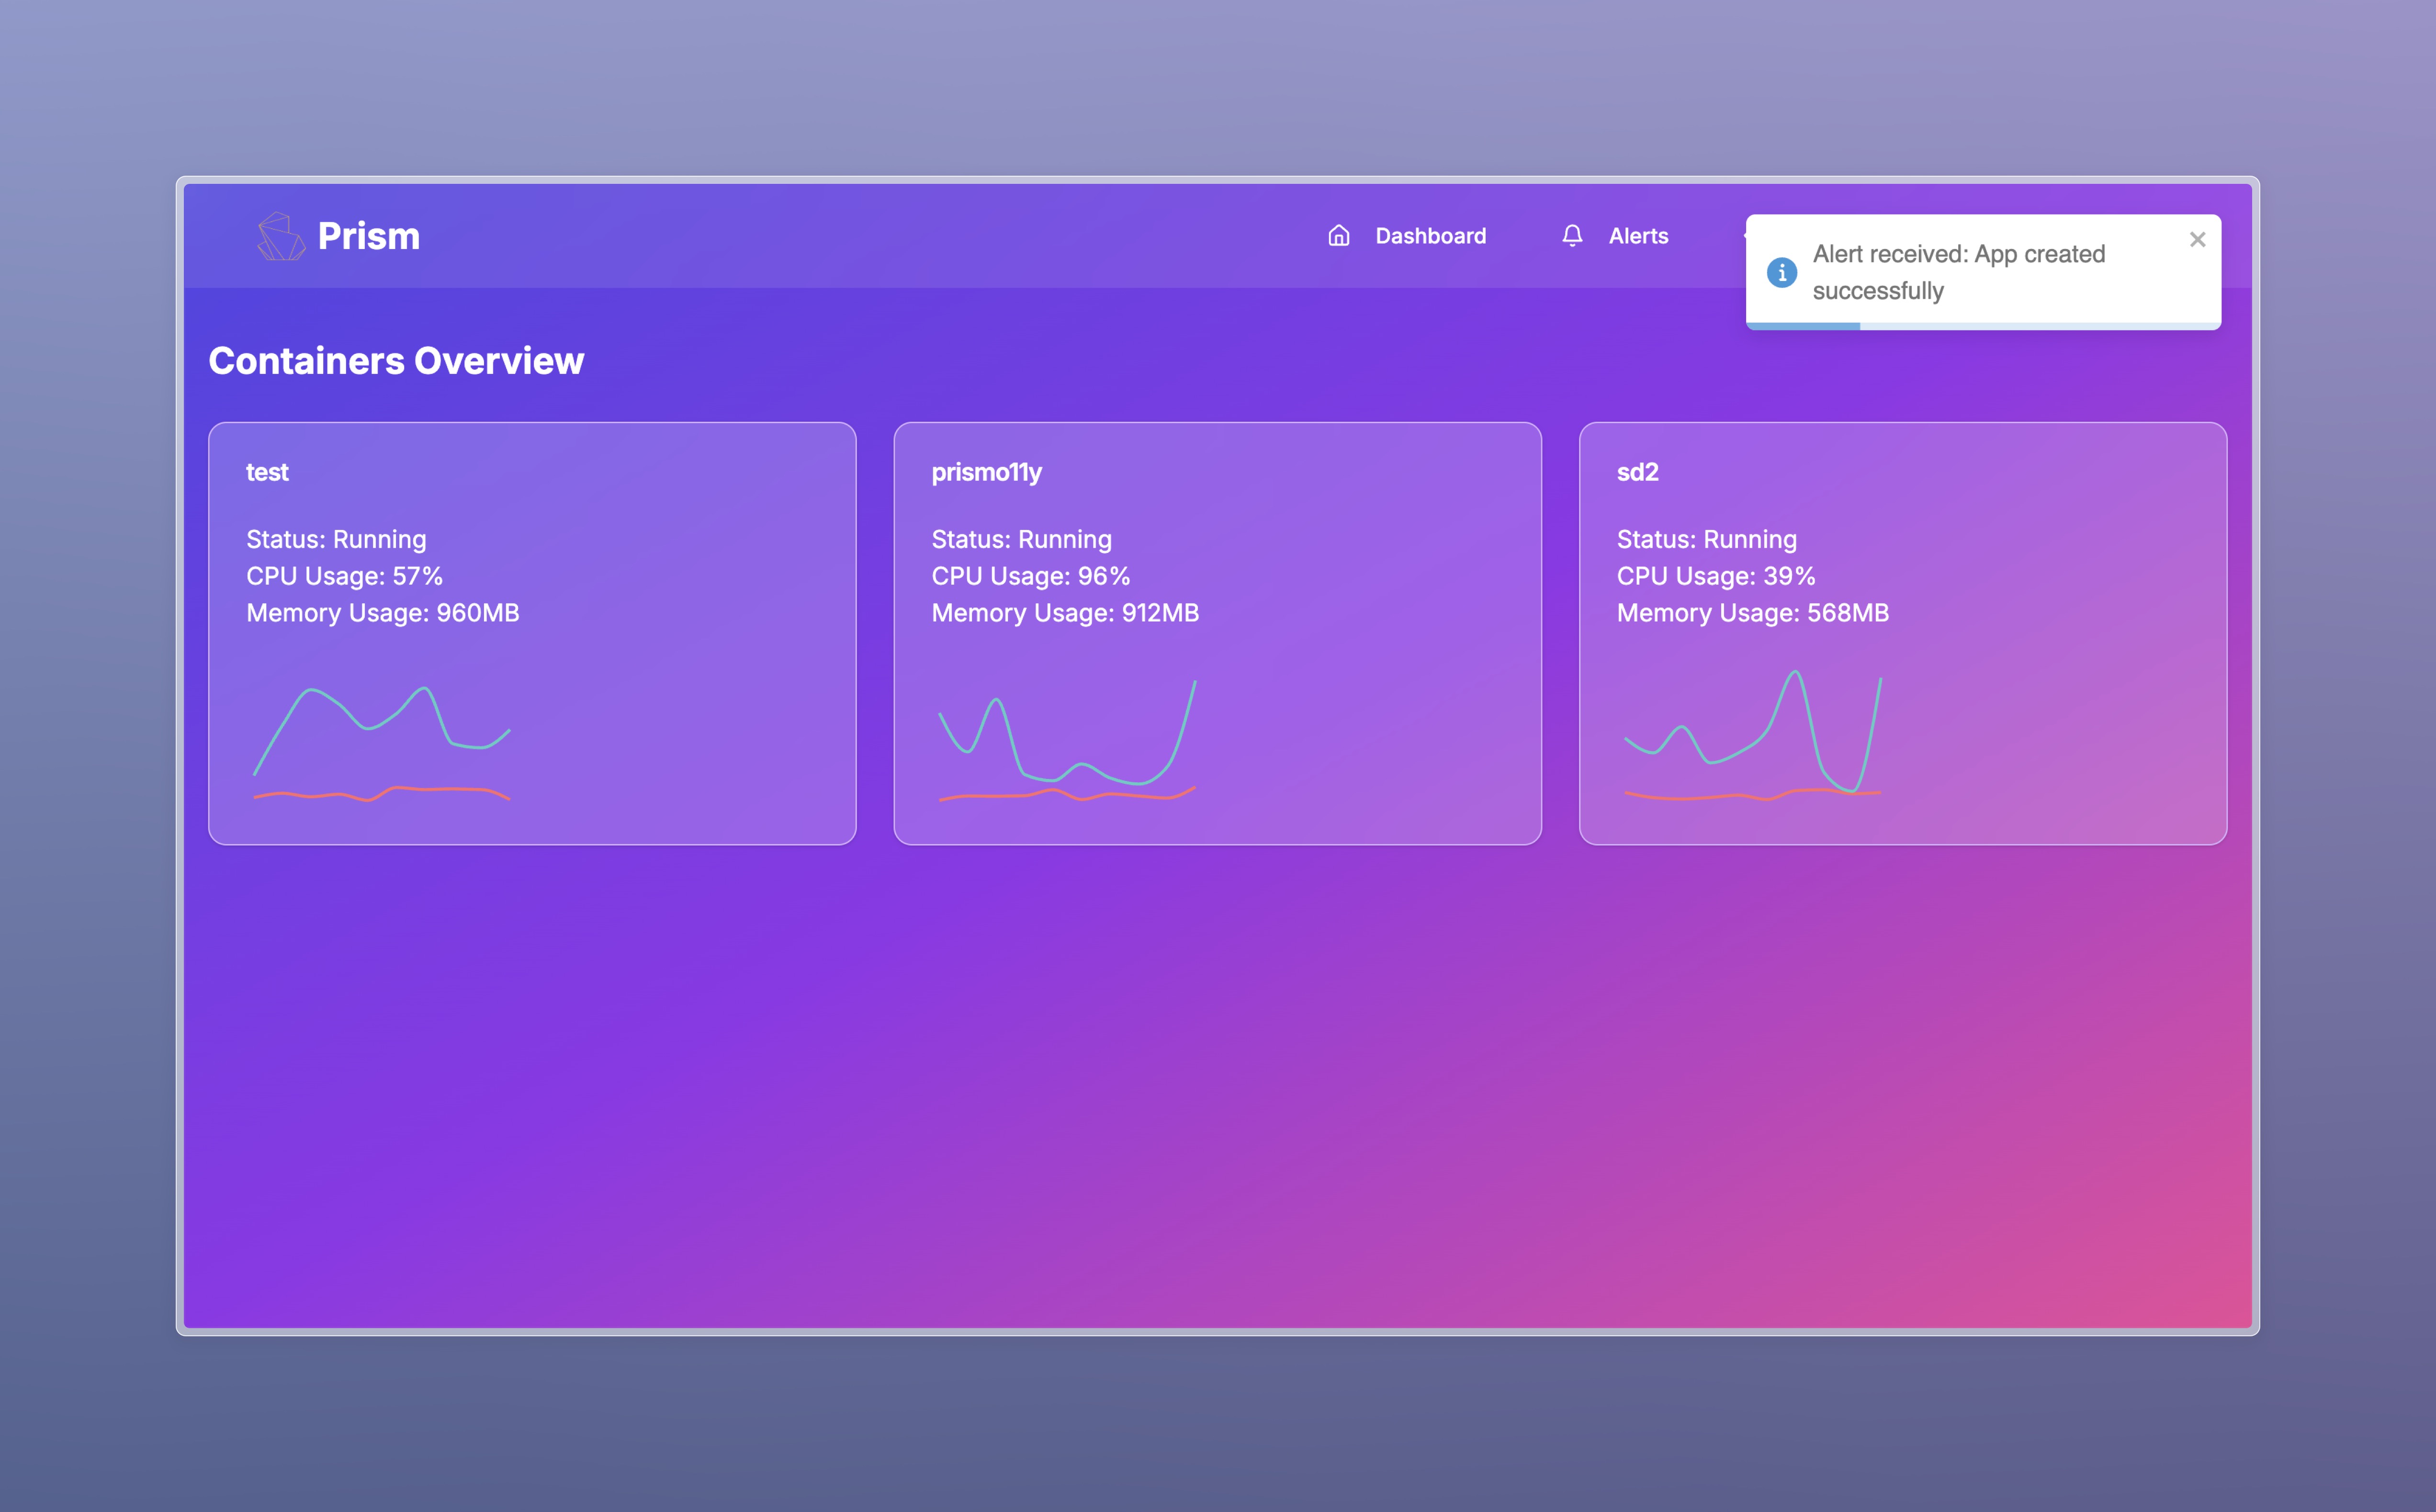 Prism
Dashboard
Alerts
Alert received: App created
successfully
Containers Overview
test
Status: Running
CPU Usage: 57%
Memory Usage: 960MB
prismo11y
Status: Running
CPU Usage: 96%
Memory Usage: 912MB
sd2
Status: Running
CPU Usage: 39%
Memory Usage: 568MB